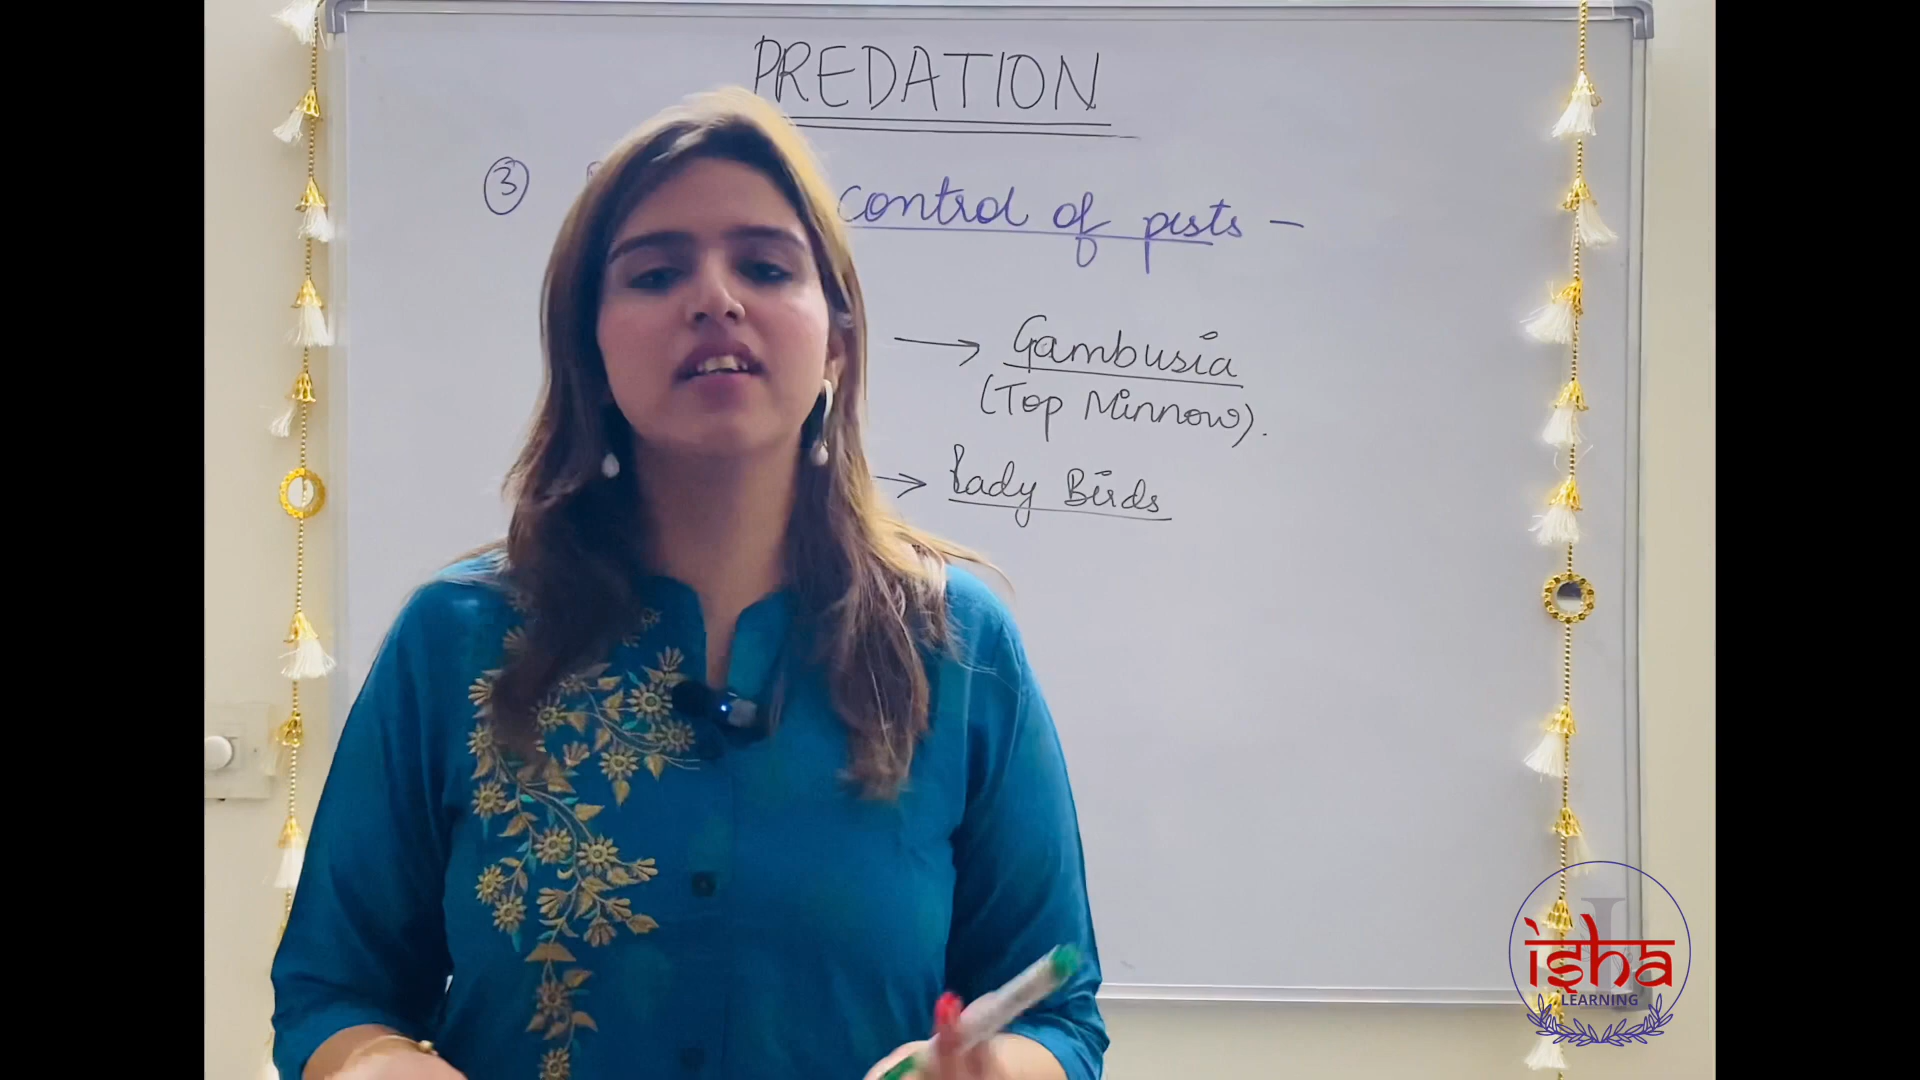 PREDATION
③ control of pests -
→ Gambusia
(Top Minnow).
→ Lady Birds
isha
LEARNING